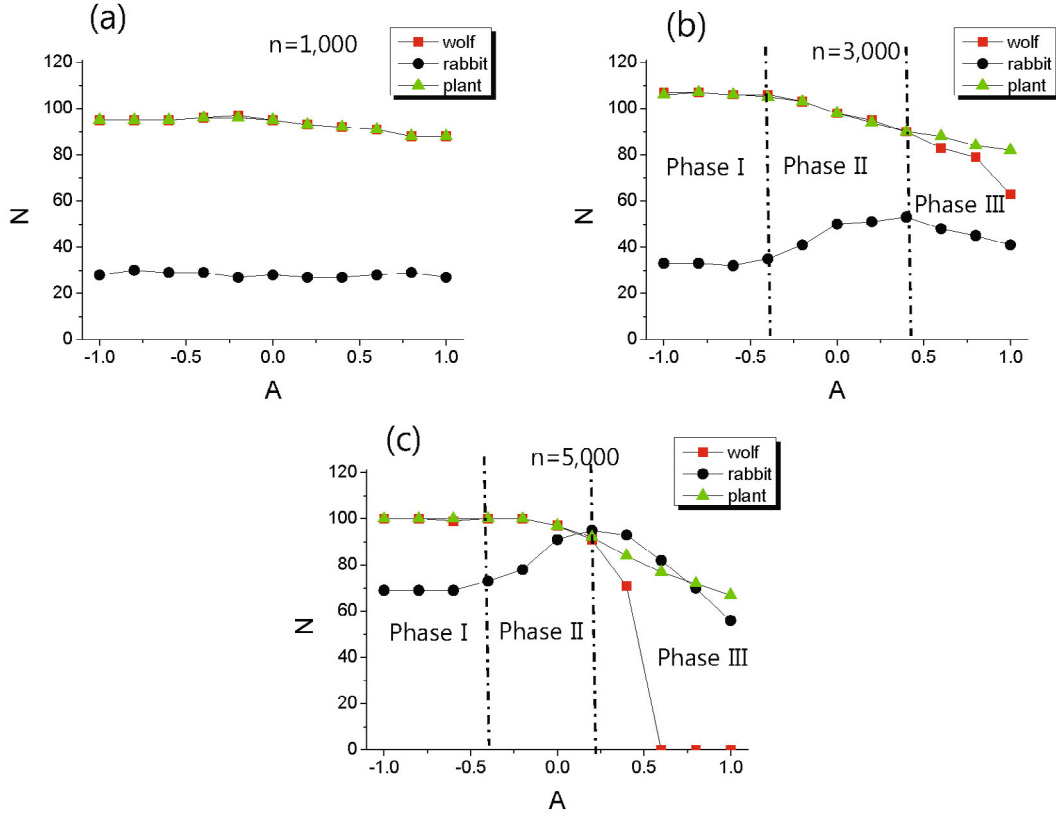 (a)
n=1,000
wolf
rabbit
plant
120
100
80
60
40
20
0
N
-1.0
-0.5
0.0
0.5
1.0
A
(b)
n=3,000
wolf
rabbit
plant
120
100
80
60
40
20
0
N
Phase I
Phase II
Phase III
-1.0
-0.5
0.0
0.5
1.0
A
(c)
n=5,000
wolf
rabbit
plant
120
100
80
60
40
20
0
N
Phase I
Phase II
Phase III
-1.0
-0.5
0.0
0.5
1.0
A